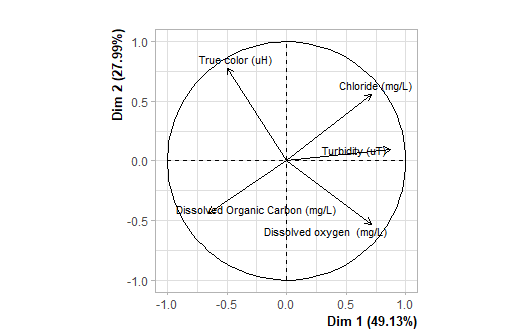 Dim 2 (27.99%)
1.0
0.5
0.0
-0.5
-1.0
True color (uH)
Chloride (mg/L)
Turbidity (uT)
Dissolved Organic Carbon (mg/L)
Dissolved oxygen  (mg/L)
-1.0 -0.5 0.0 0.5 1.0
Dim 1 (49.13%)